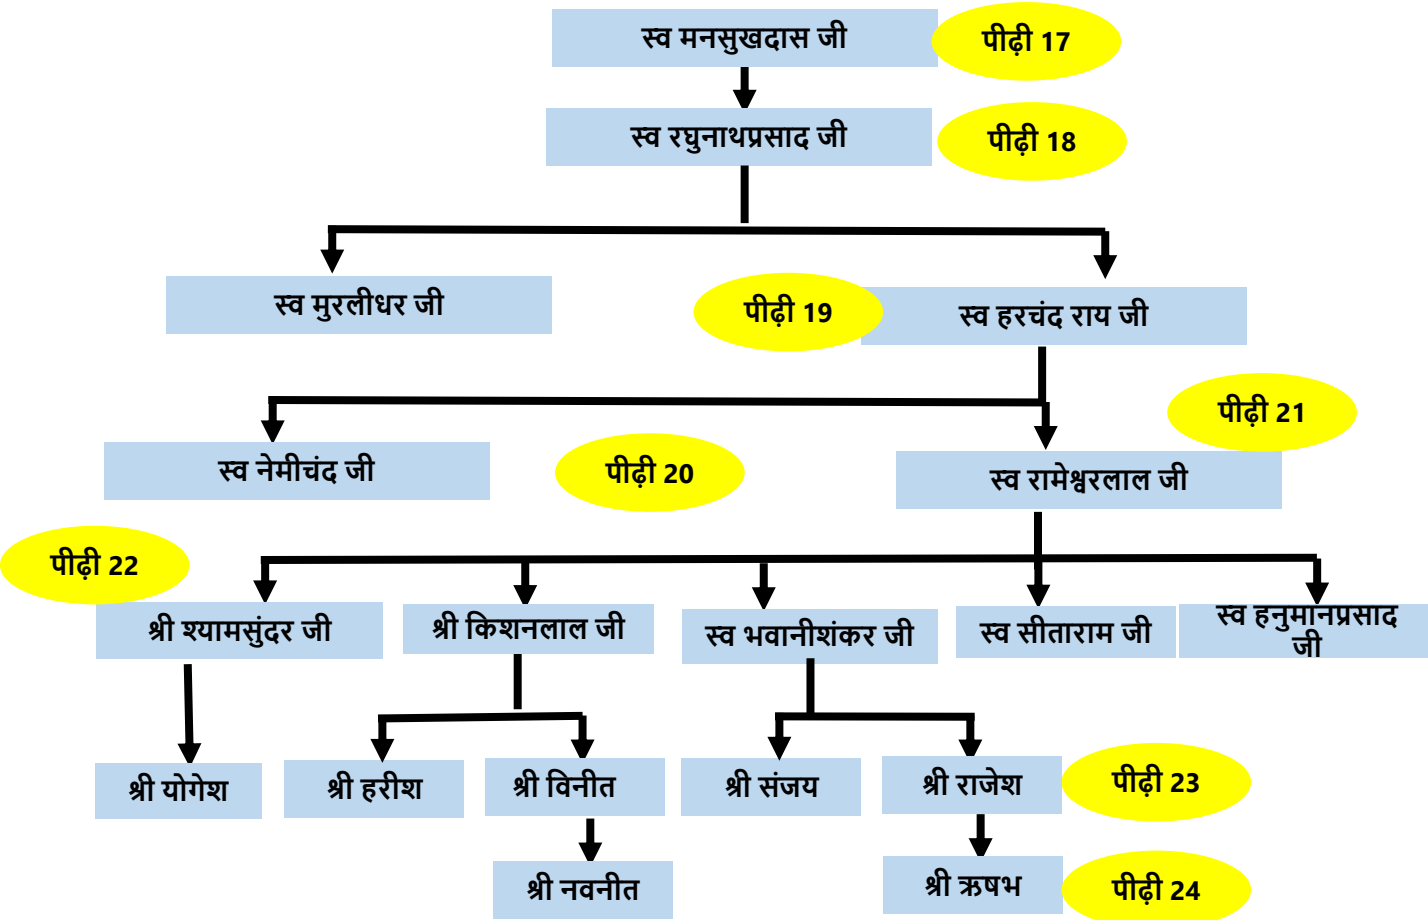 स्व मनसुखदास जी
पीढ़ी 17
स्व रघुनाथप्रसाद जी
पीढ़ी 18
स्व मुरलीधर जी
पीढ़ी 19
स्व हरचंद राय जी
पीढ़ी 21
स्व नेमीचंद जी
पीढ़ी 20
स्व रामेश्वरलाल जी
पीढ़ी 22
श्री श्यामसुंदर जी
श्री किशनलाल जी
स्व भवानीशंकर जी
स्व सीताराम जी
स्व हनुमानप्रसाद
जी
श्री योगेश
श्री हरीश
श्री विनीत
श्री संजय
श्री राजेश
पीढ़ी 23
श्री नवनीत
श्री ऋषभ
पीढ़ी 24